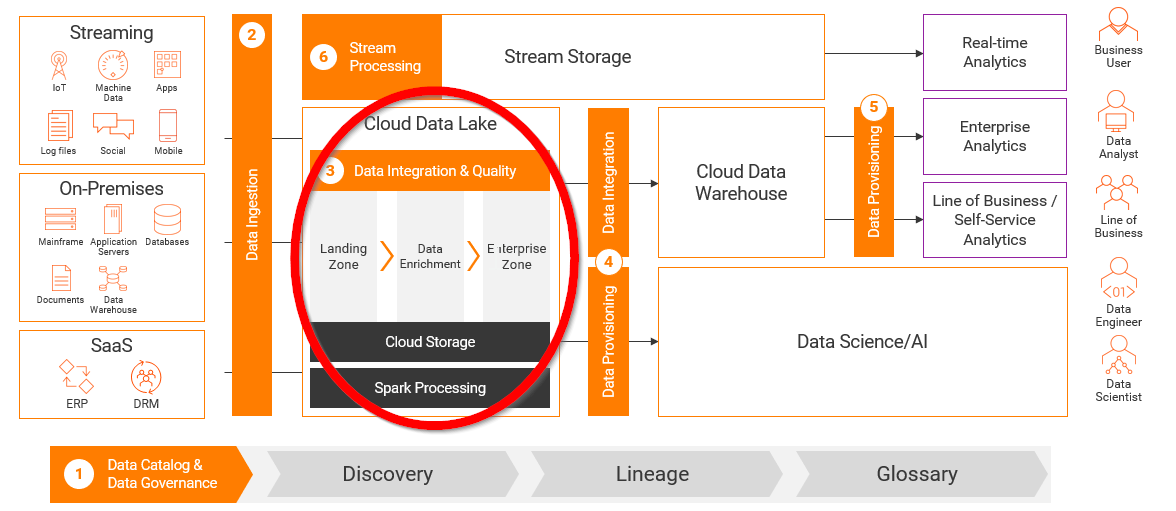 Streaming
IoT
Machine
Data
Apps
Log files
Social
Mobile
On-Premises
Mainframe
Application
Servers
Databases
Documents
Data
Warehouse
SaaS
ERP
DRM
2
Data Ingestion
6
Stream
Processing
Stream Storage
Cloud Data Lake
3
Data Integration & Quality
Landing
Zone
Data
Enrichment
Enterprise
Zone
Cloud Storage
Spark Processing
Data Integration
4
Data Provisioning
Cloud Data
Warehouse
Data Science/AI
5
Data Provisioning
Real-time
Analytics
Enterprise
Analytics
Line of Business /
Self-Service
Analytics
Business
User
Data
Analyst
Line of
Business
<01>
Data
Engineer
Data
Scientist
1
Data Catalog &
Data Governance
Discovery
Lineage
Glossary